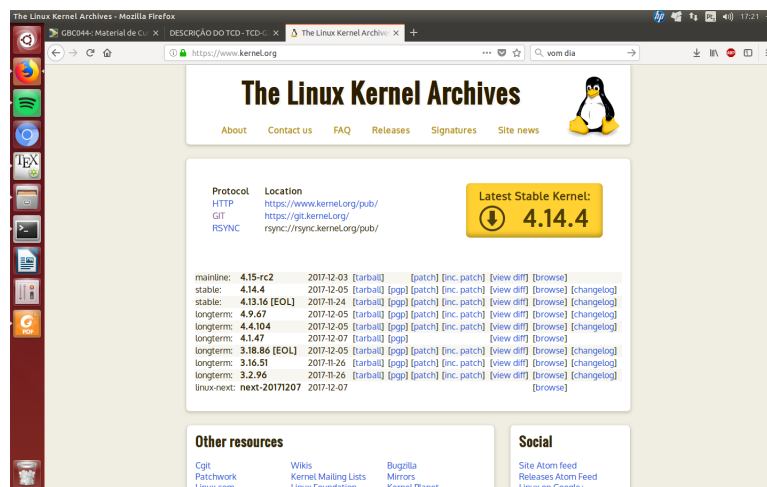 The Linux Kernel Archives - Mozilla Firefox
PL
17:21
GBC044-: Material de Cu
DESCRIÇÃO DO TCD - TCD-G
The Linux Kernel Archive
https://www.kernel.org
vom dia
The Linux Kernel Archives
About Contact us FAQ Releases Signatures Site news
Protocol Location
HTTP https://www.kernel.org/pub/
GIT https://git.kernel.org/
RSYNC rsync://rsync.kernel.org/pub/
Latest Stable Kernel:
4.14.4
mainline: 4.15-rc2 2017-12-03 [tarball] [patch] [inc. patch] [view diff] [browse]
stable: 4.14.4 2017-12-05 [tarball] [pgp] [patch] [inc. patch] [view diff] [browse] [changelog]
stable: 4.13.16 [EOL] 2017-11-24 [tarball] [pgp] [patch] [inc. patch] [view diff] [browse] [changelog]
longterm: 4.9.67 2017-12-05 [tarball] [pgp] [patch] [inc. patch] [view diff] [browse] [changelog]
longterm: 4.4.104 2017-12-05 [tarball] [pgp] [patch] [inc. patch] [view diff] [browse] [changelog]
longterm: 4.1.47 2017-12-07 [tarball] [pgp] [view diff] [browse]
longterm: 3.18.86 [EOL] 2017-12-05 [tarball] [pgp] [patch] [inc. patch] [view diff] [browse] [changelog]
longterm: 3.16.51 2017-11-26 [tarball] [pgp] [patch] [inc. patch] [view diff] [browse] [changelog]
longterm: 3.2.96 2017-11-26 [tarball] [pgp] [patch] [inc. patch] [view diff] [browse] [changelog]
linux-next: next-20171207 2017-12-07 [browse]
Other resources
Social
Cgit Wikis Bugzilla
Site Atom feed
Patchwork Kernel Mailing Lists Mirrors
Releases Atom Feed
Linux.com Linux Foundation Kernel Planet
Linux on Google+
TEX
PDF